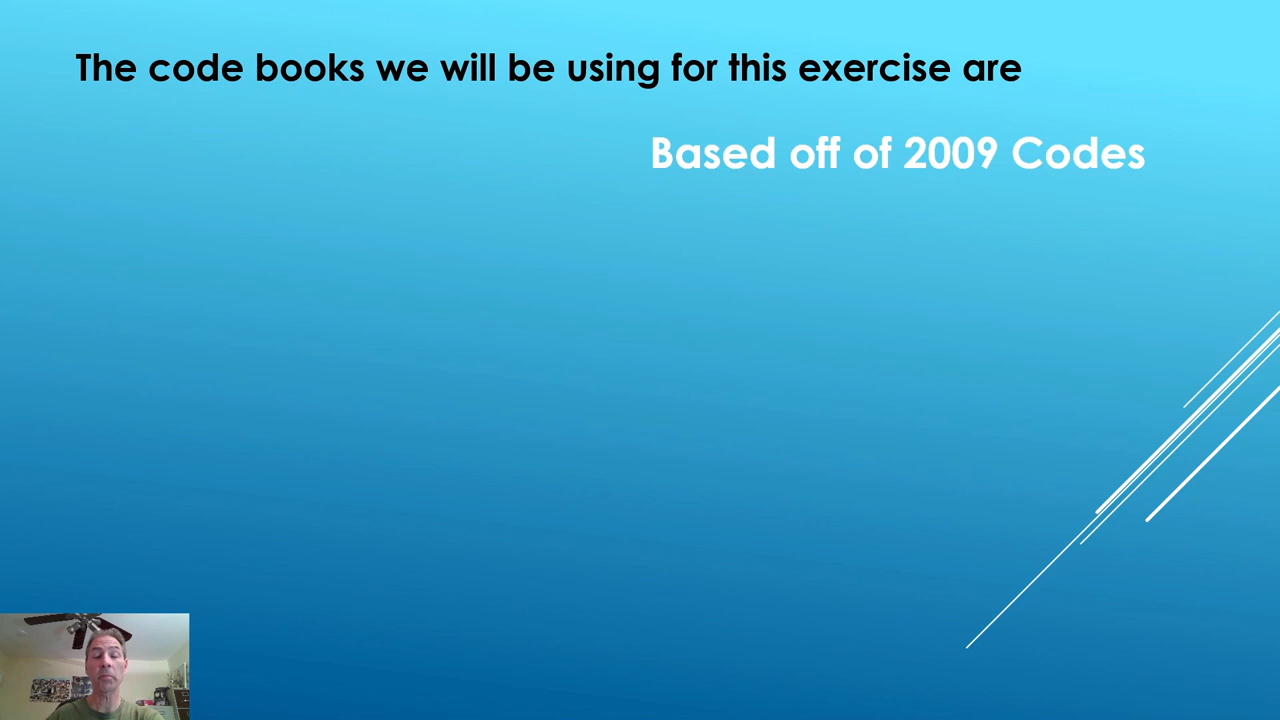 The code books we will be using for this exercise are
Based off of 2009 Codes